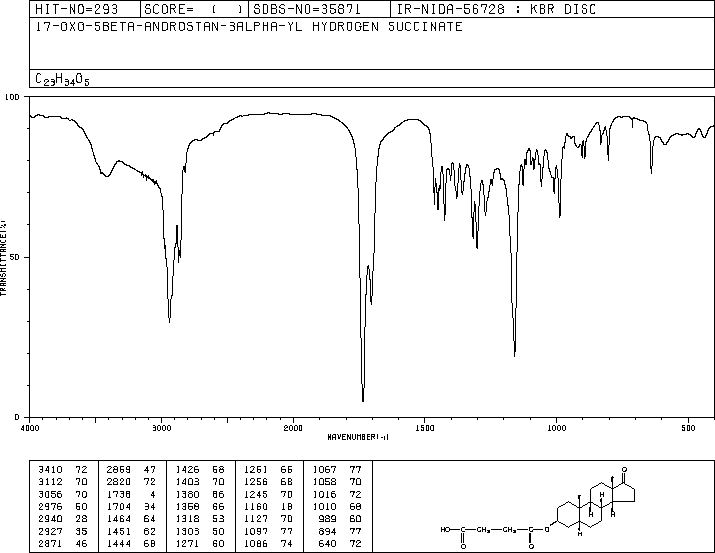 HIT-NO=293 SCORE= ( ) SDBS-NO=35871 IR-NIDA-56728 : KBR DISC
17-OXO-5BETA-ANDROSTAN-3ALPHA-YL HYDROGEN SUCCINATE
C23H34O5
100
50
0
TRANSMITTANCE(%)
4000 3000 2000 1500 1000 500
WAVENUMBER(-1)
3410 72 2869 47 1426 68 1261 66 1067 77
3112 70 2820 72 1403 70 1256 68 1058 70
3056 70 1738 4 1380 86 1245 70 1016 72
2976 60 1704 34 1358 66 1160 18 1010 68
2940 28 1464 64 1318 53 1127 70 989 60
2927 35 1451 62 1303 50 1097 77 894 77
2871 46 1444 68 1271 60 1086 74 640 72
O
H
H H
H
HO—C—CH2—CH2—C—O
O O